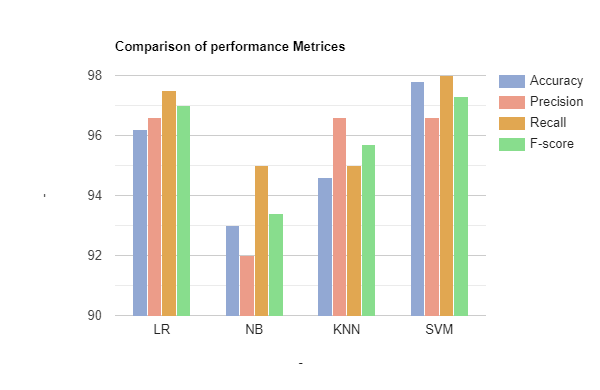 Comparison of performance Metrices
98
96
94
92
90
LR NB KNN SVM
Accuracy
Precision
Recall
F-score
-